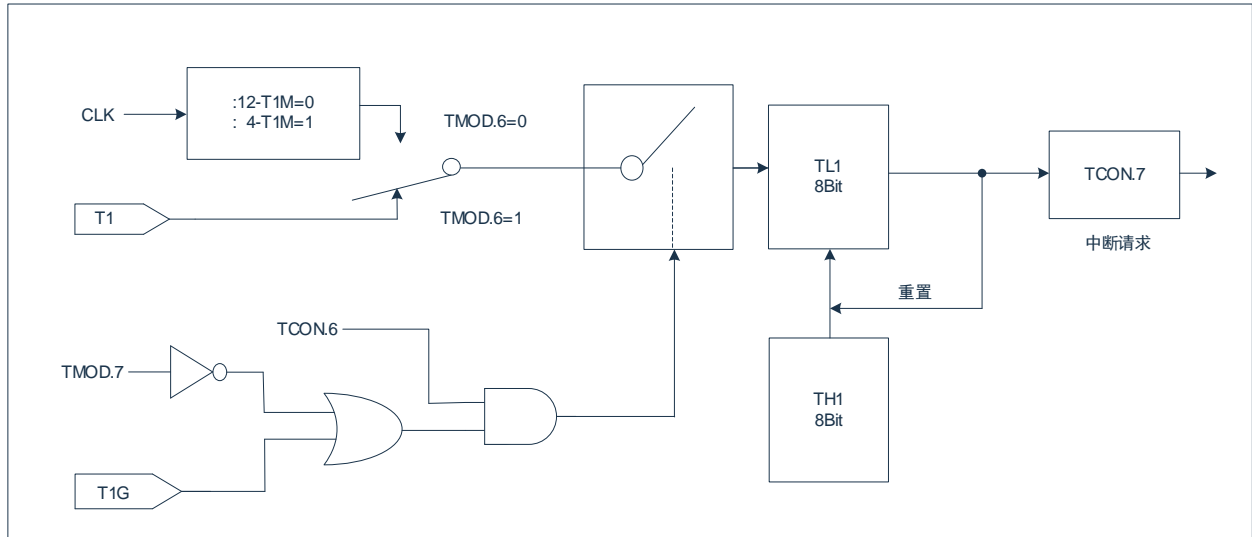 :12-T1M=0
: 4-T1M=1
CLK
TMOD.6=0
T1
TMOD.6=1
TL1
8Bit
TCON.7
中断请求
重置
TCON.6
TMOD.7
TH1
8Bit
T1G